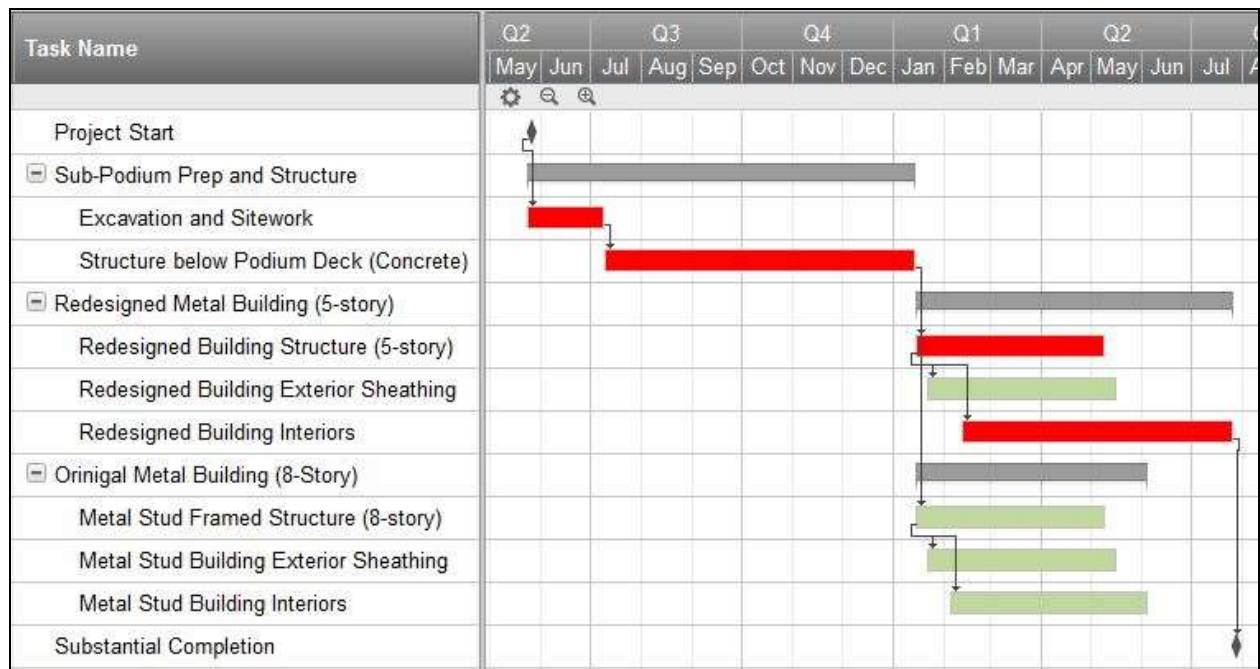 Task Name
Q2 Q3 Q4 Q1 Q2
May Jun Jul Aug Sep Oct Nov Dec Jan Feb Mar Apr May Jun Jul
Project Start
Sub-Podium Prep and Structure
Excavation and Sitework
Structure below Podium Deck (Concrete)
Redesigned Metal Building (5-story)
Redesigned Building Structure (5-story)
Redesigned Building Exterior Sheathing
Redesigned Building Interiors
Orinigal Metal Building (8-Story)
Metal Stud Framed Structure (8-story)
Metal Stud Building Exterior Sheathing
Metal Stud Building Interiors
Substantial Completion